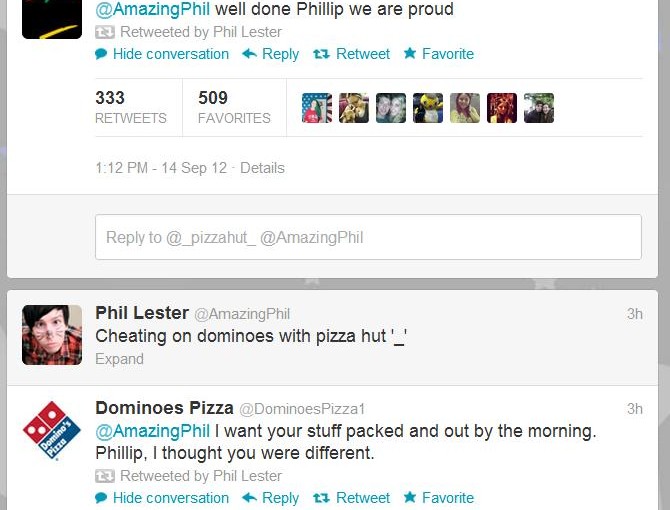 @AmazingPhil well done Phillip we are proud
Retweeted by Phil Lester
Hide conversation Reply Retweet Favorite
333 509
RETWEETS FAVORITES
1:12 PM - 14 Sep 12 · Details
Reply to @_pizzahut_ @AmazingPhil
Phil Lester @AmazingPhil 3h
Cheating on dominoes with pizza hut '_'
Expand
Dominoes Pizza @DominoesPizza1 3h
Domino's
Pizza
@AmazingPhil I want your stuff packed and out by the morning.
Phillip, I thought you were different.
Retweeted by Phil Lester
Hide conversation Reply Retweet Favorite